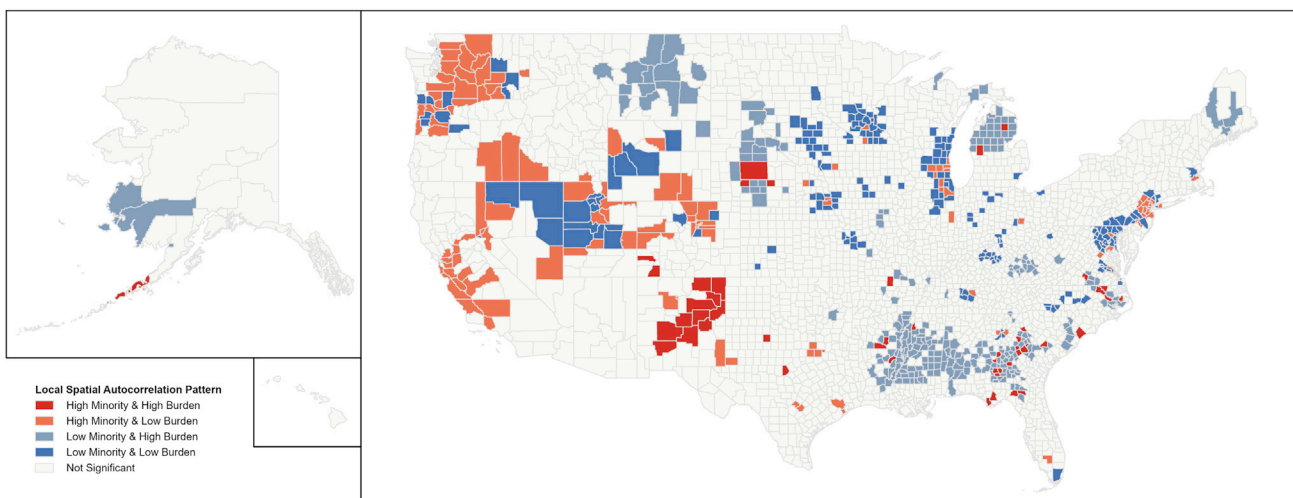 Local Spatial Autocorrelation Pattern
High Minority & High Burden
High Minority & Low Burden
Low Minority & High Burden
Low Minority & Low Burden
Not Significant